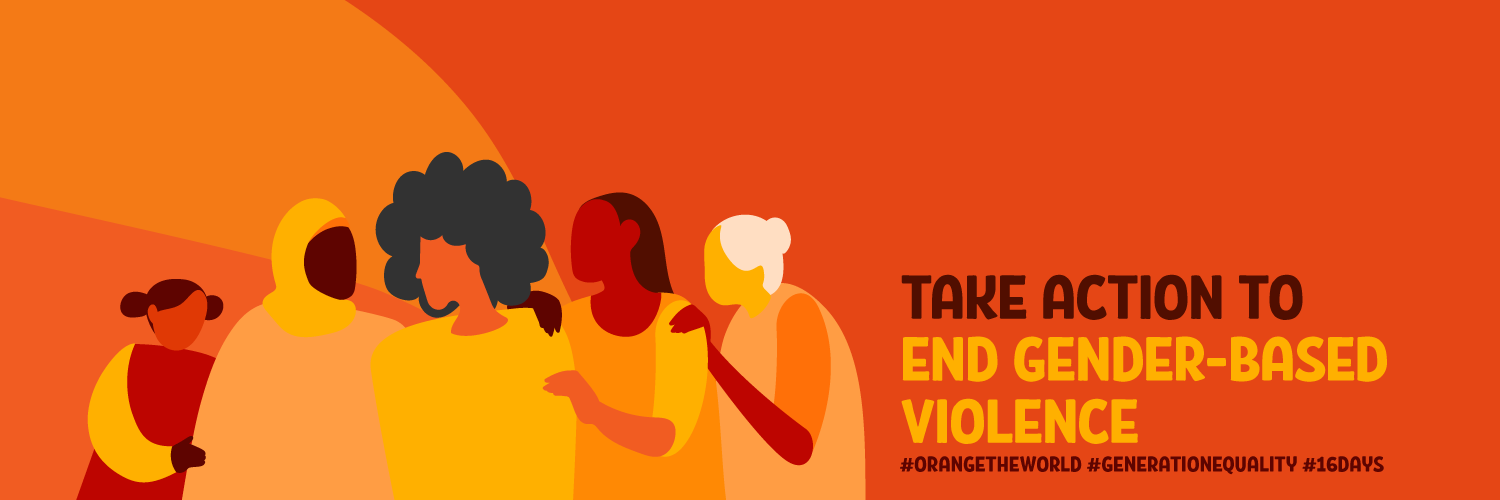 TAKE ACTION TO
END GENDER-BASED
VIOLENCE
#ORANGETHEWORLD #GENERATIONEQUALITY #16DAYS